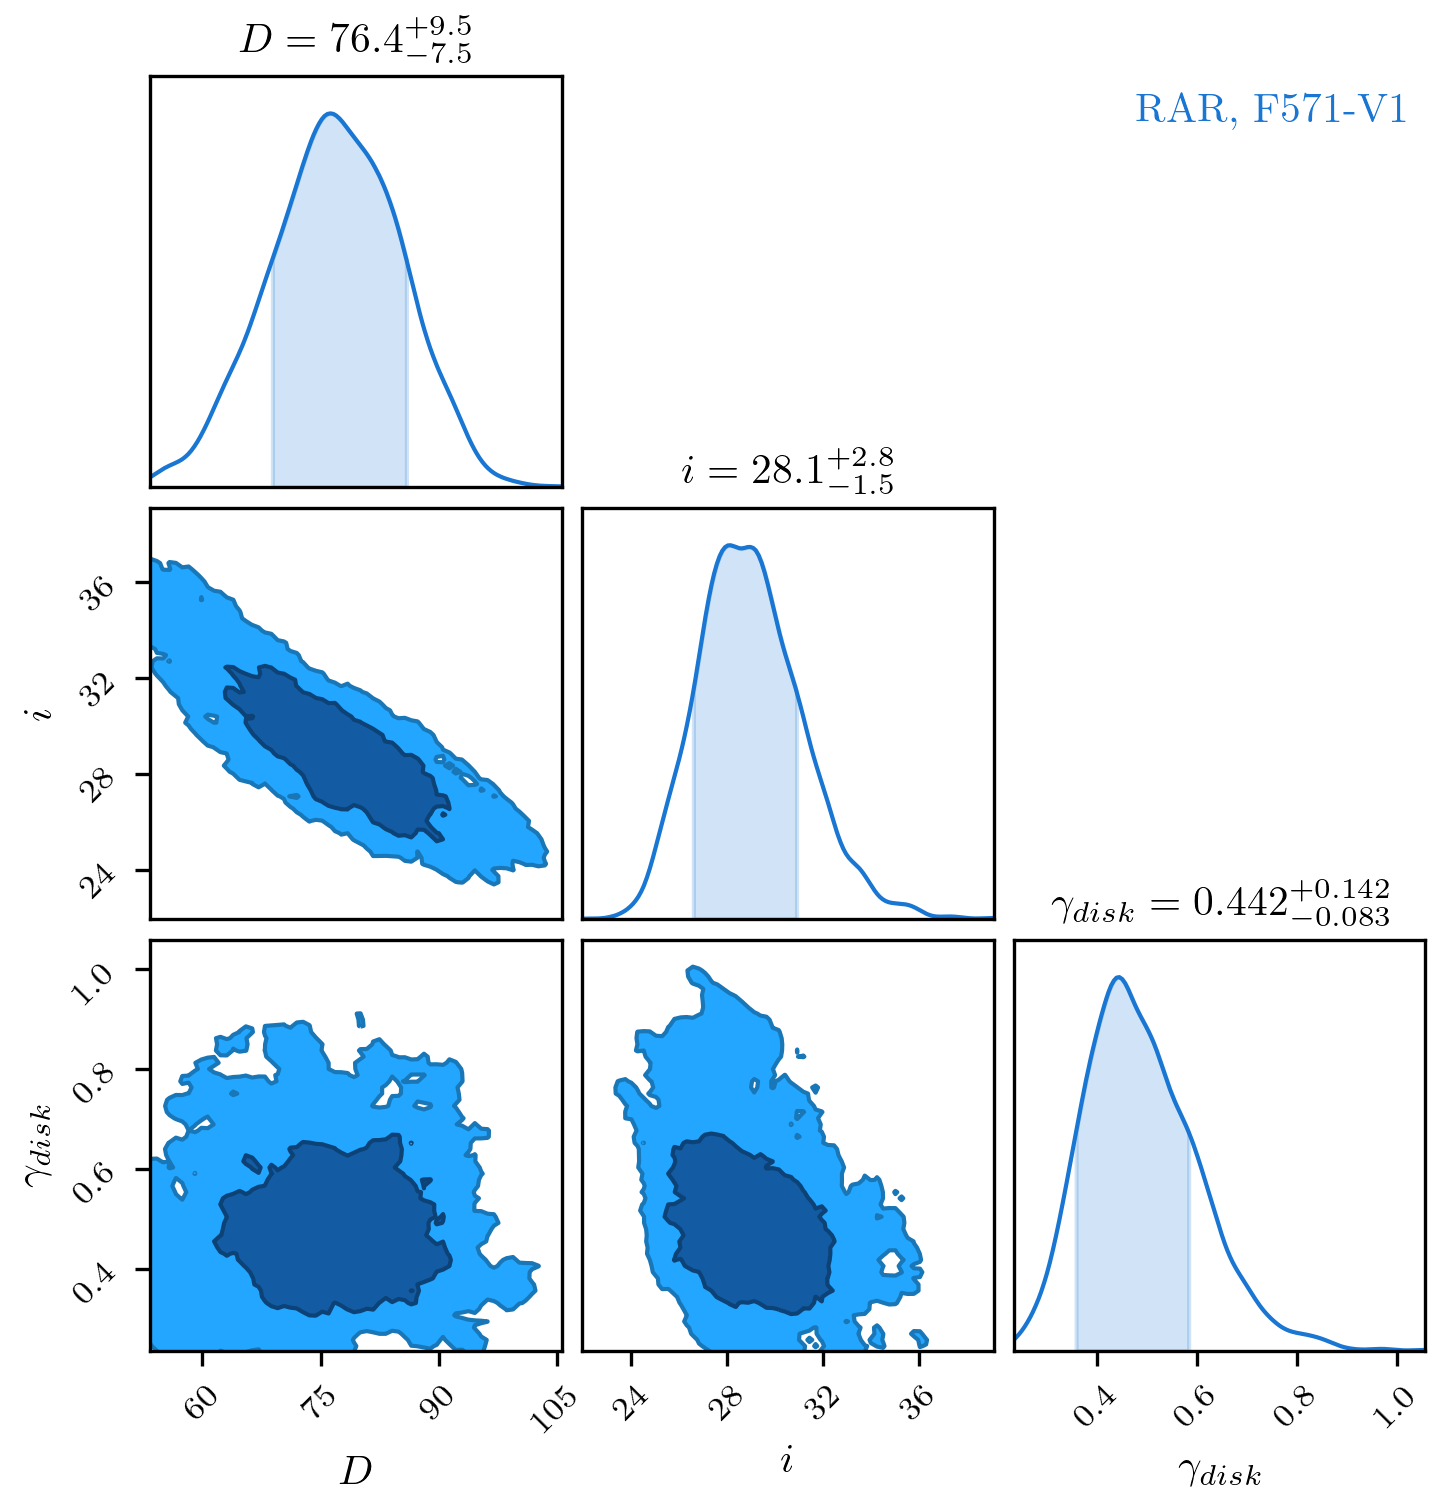 D = 76.4^{+9.5}_{-7.5}
RAR, F571-V1
i = 28.1^{+2.8}_{-1.5}
36
32
28
24
i
γ_{disk} = 0.442^{+0.142}_{-0.083}
1.0
0.8
0.6
0.4
γ_{disk}
60 75 90 105 24 28 32 36 0.4 0.6 0.8 1.0
D i γ_{disk}